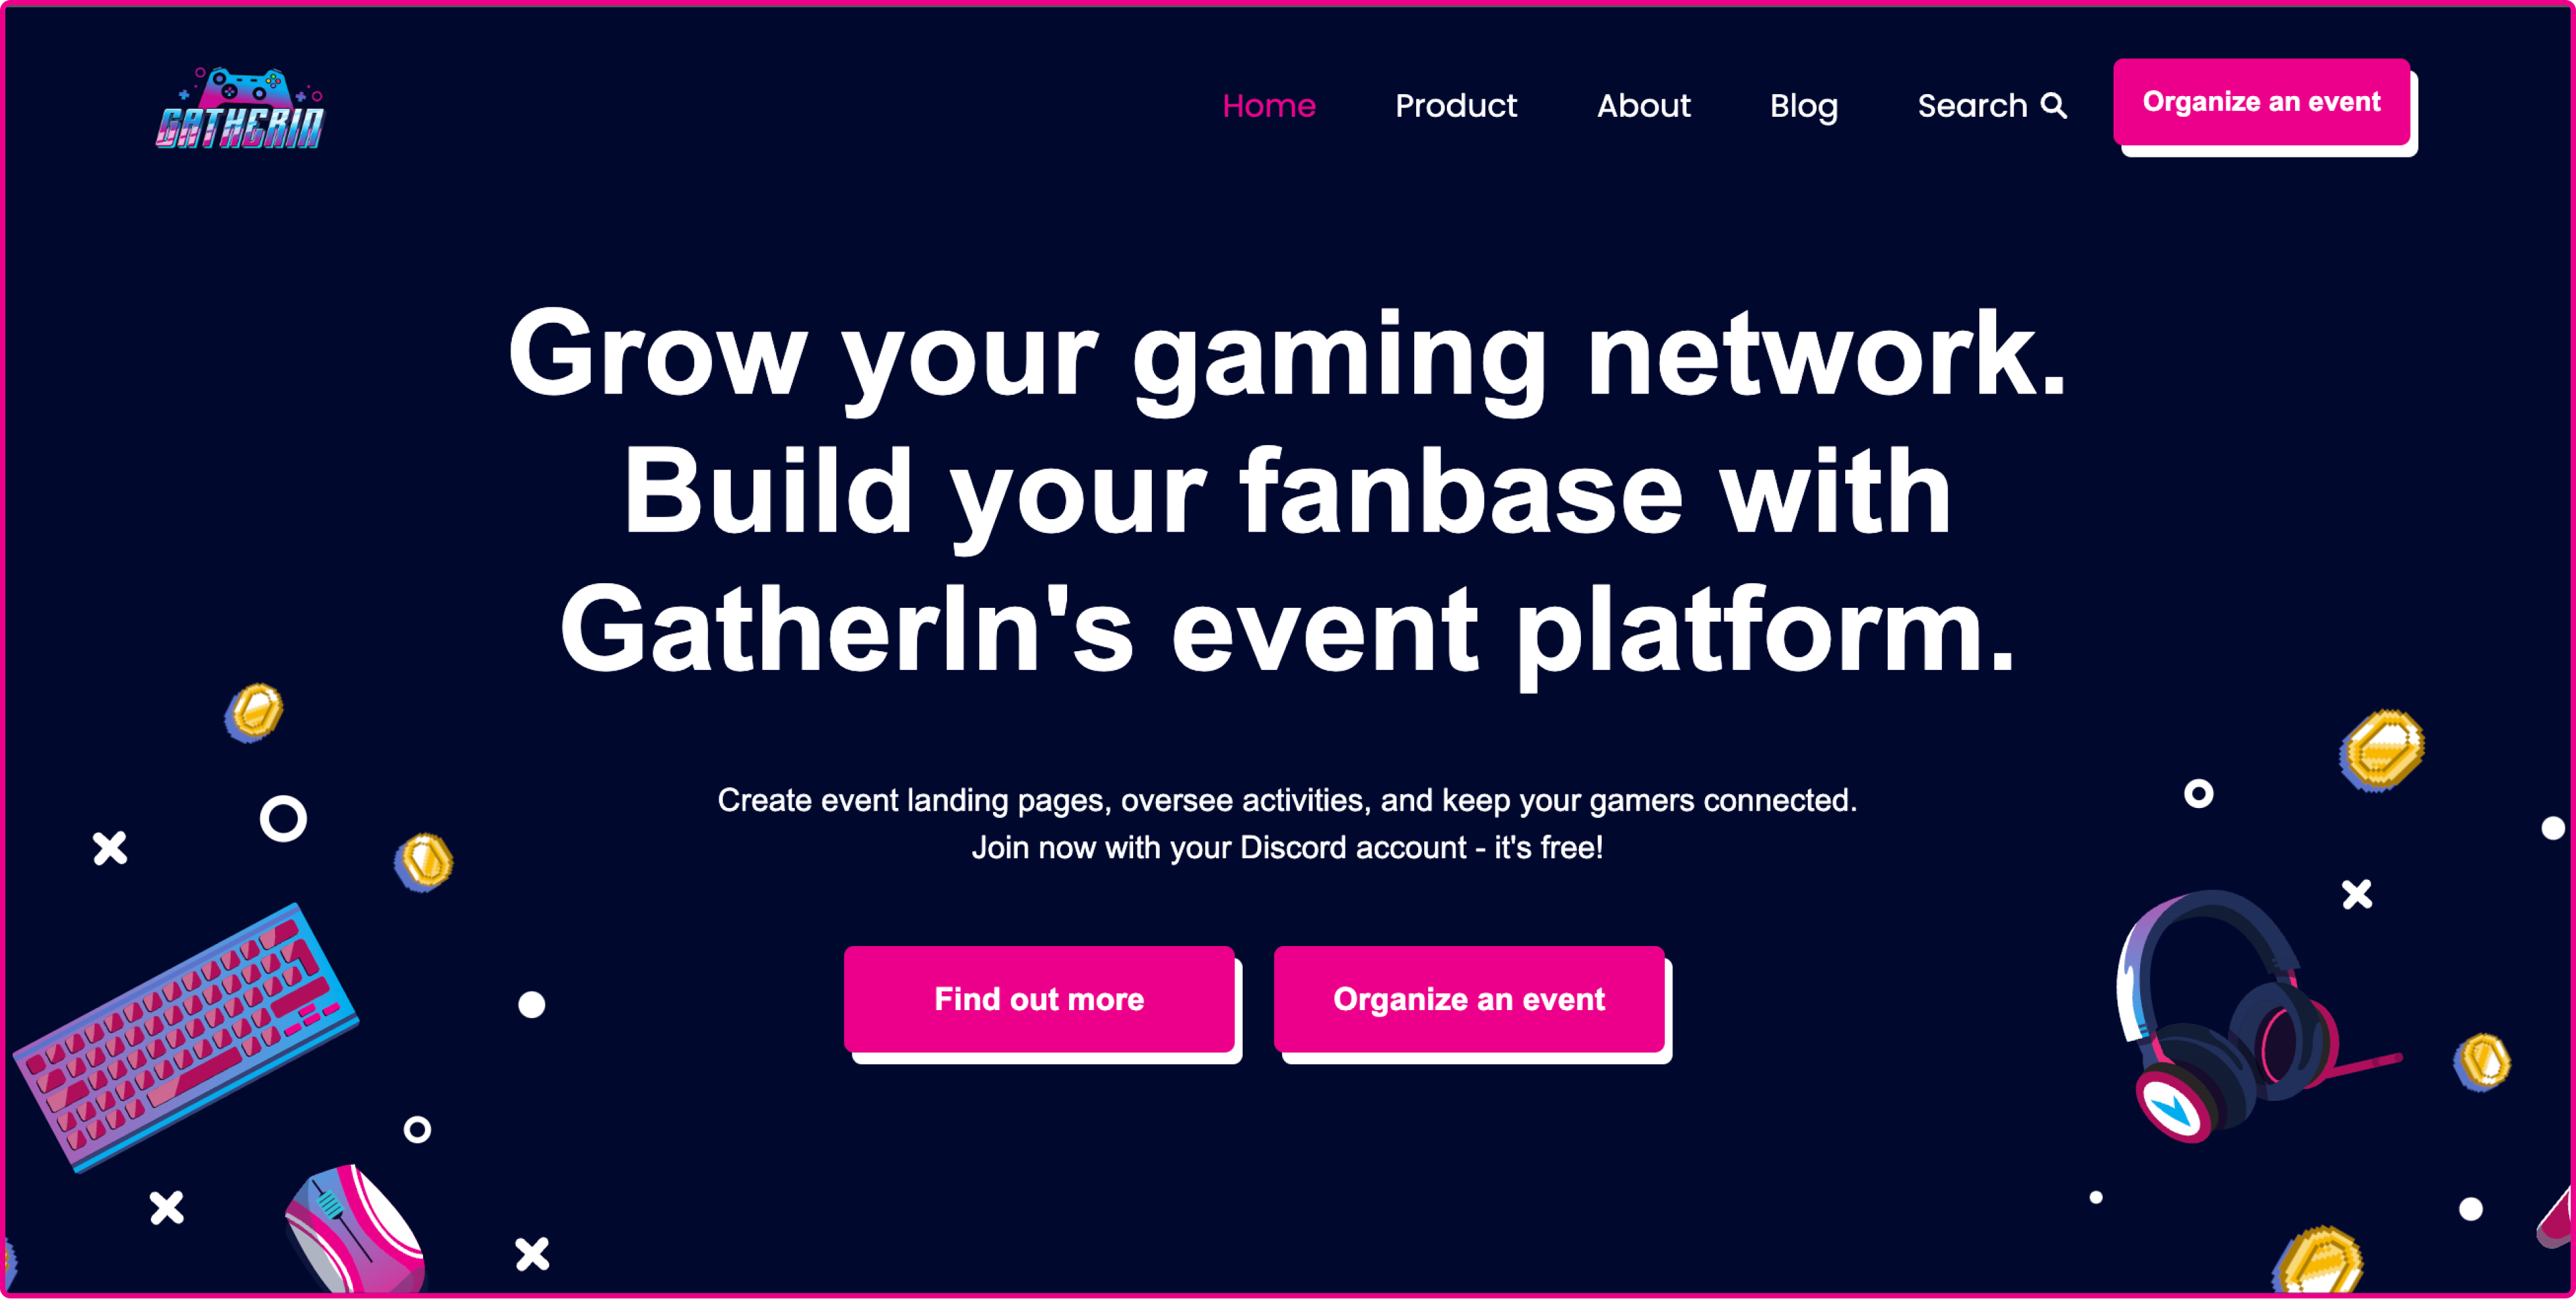 GATHERIN
Home Product About Blog Search Organize an event
Grow your gaming network.
Build your fanbase with
GatherIn's event platform.
Create event landing pages, oversee activities, and keep your gamers connected.
Join now with your Discord account - it's free!
Find out more Organize an event